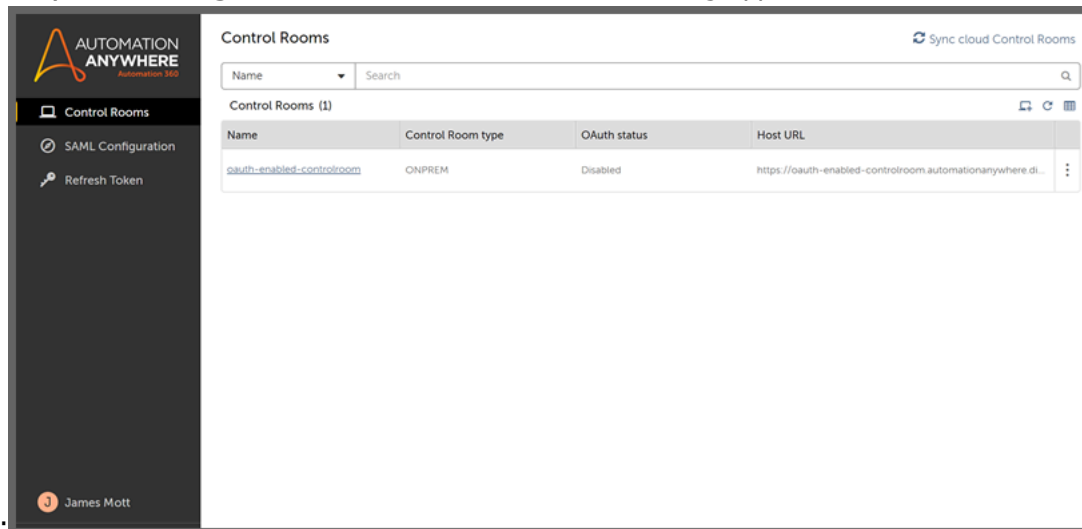 AUTOMATION
ANYWHERE
Automation 360
Control Rooms
SAML Configuration
Refresh Token
J James Mott
Control Rooms
Sync cloud Control Rooms
Name Search
Control Rooms (1)
Name Control Room type OAuth status Host URL
oauth-enabled-controlroom ONPREM Disabled https://oauth-enabled-controlroom.automationanywhere.di...
.